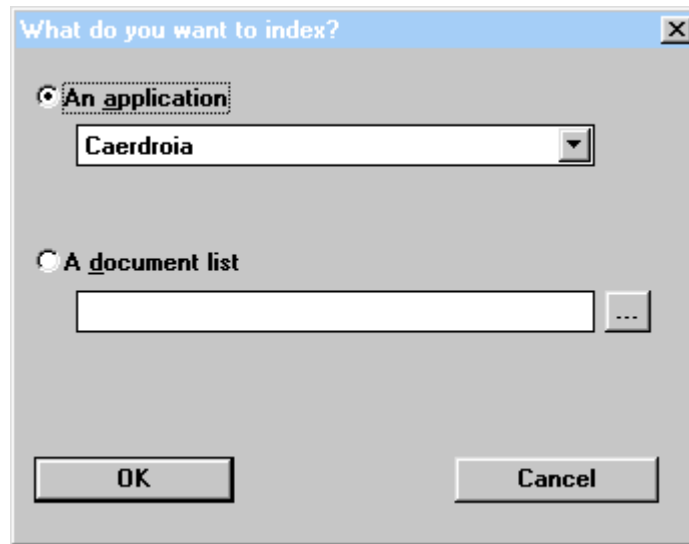 What do you want to index?
An application
Caerdroia
A document list
...
OK
Cancel